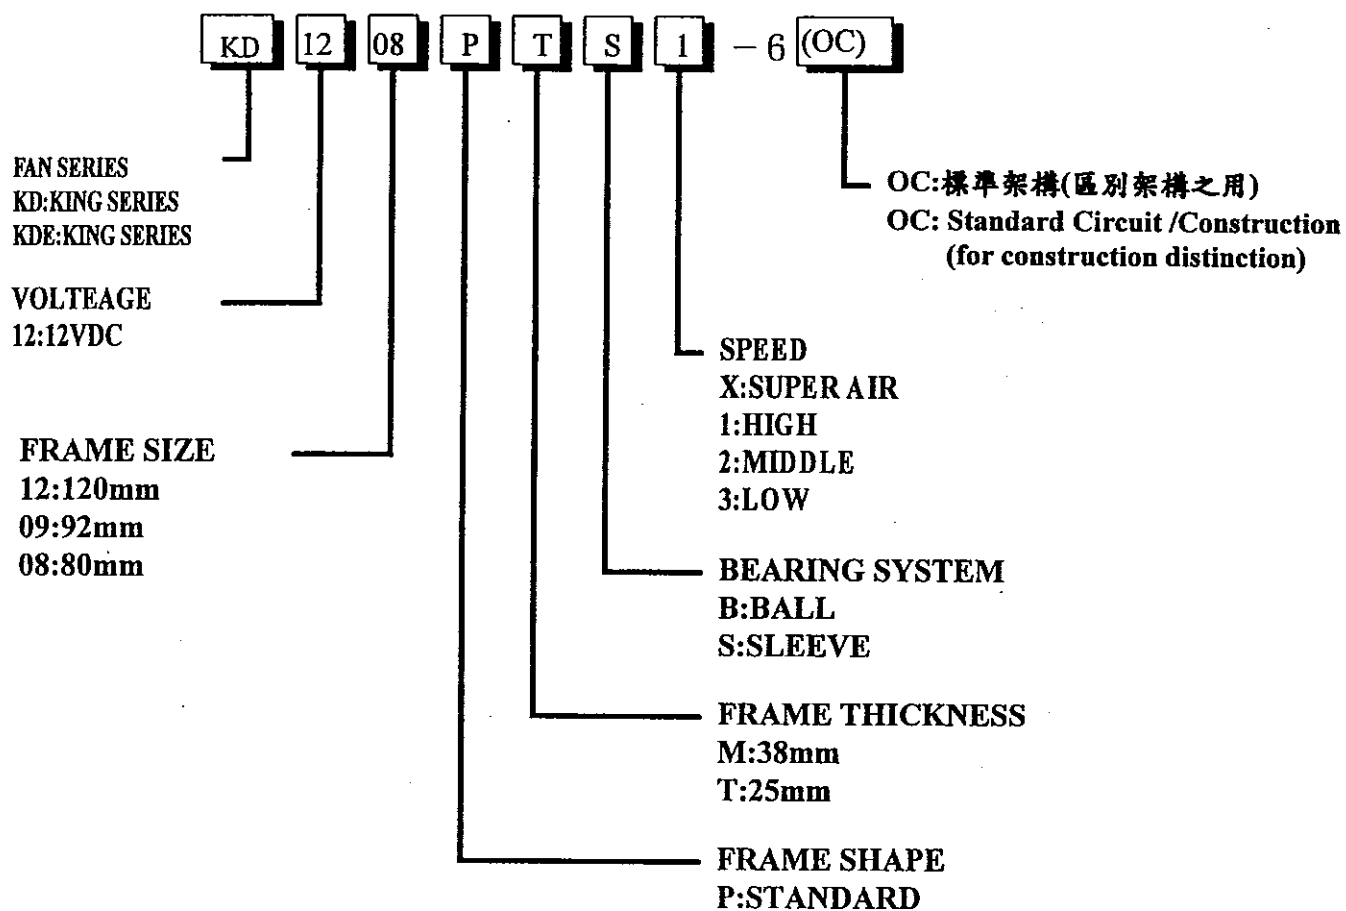 KD 12 08 P T S 1 - 6 (OC)
FAN SERIES
KD:KING SERIES
KDE:KING SERIES
VOLTEAGE
12:12VDC
FRAME SIZE
12:120mm
09:92mm
08:80mm
OC:標準架構(區別架構之用)
OC: Standard Circuit /Construction
(for construction distinction)
SPEED
X:SUPER AIR
1:HIGH
2:MIDDLE
3:LOW
BEARING SYSTEM
B:BALL
S:SLEEVE
FRAME THICKNESS
M:38mm
T:25mm
FRAME SHAPE
P:STANDARD